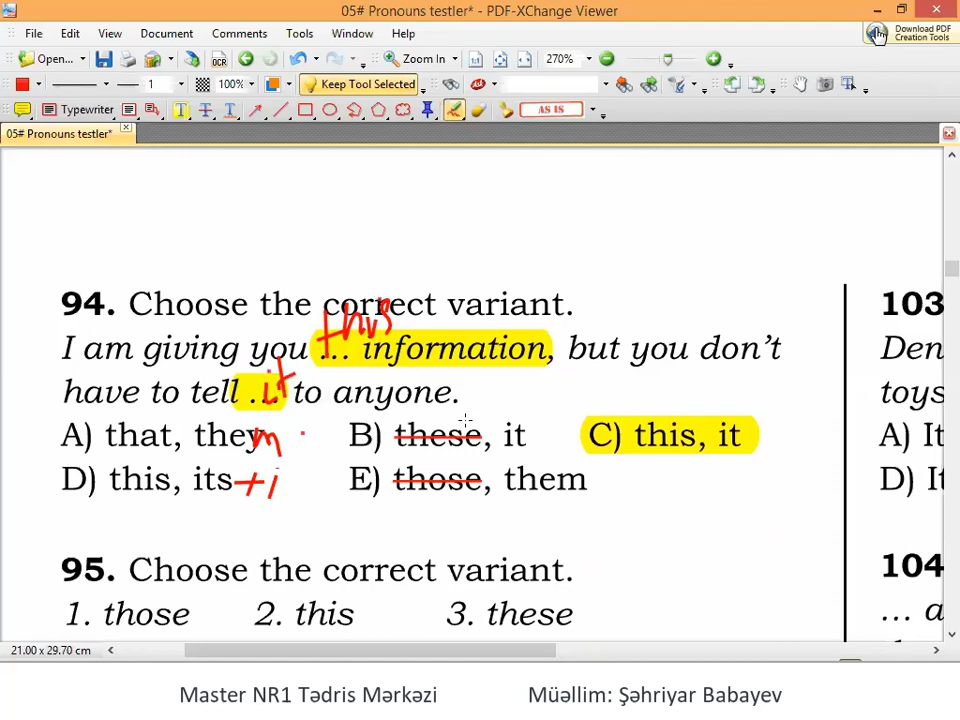 05# Pronouns testler* - PDF-XChange Viewer
File Edit View Document Comments Tools Window Help
Download PDF Creation Tools
Open... OCR Zoom In 270%
1 100% Keep Tool Selected
Typewriter AS IS
05# Pronouns testler*
94. Choose the correct variant.
this
I am giving you ... information, but you don't
have to tell ... to anyone.
it
A) that, they B) these, it C) this, it
m
D) this, its E) those, them
+i
95. Choose the correct variant.
1. those 2. this 3. these
103
Den
toys
A) It
D) It
104
... a
21.00 x 29.70 cm
Master NR1 Tədris Mərkəzi Müəllim: Şəhriyar Babayev